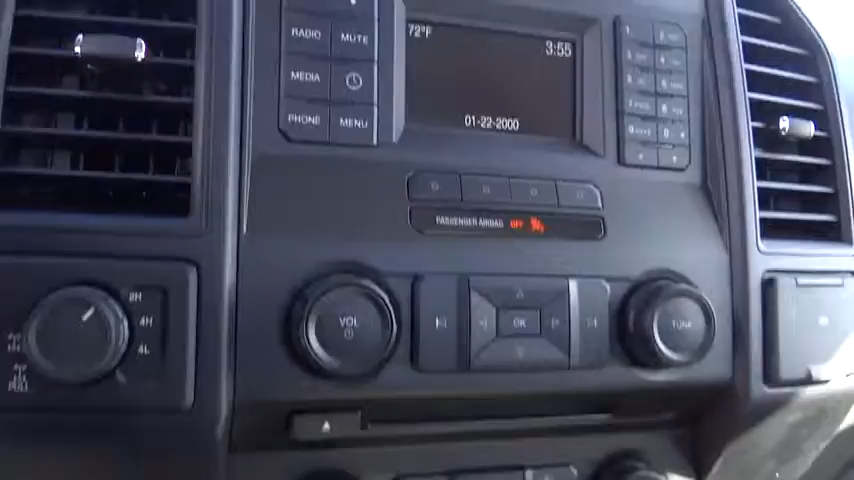 72°F
3:55
RADIO
MUTE
MEDIA
PHONE
MENU
01-22-2000
PASSENGER AIRBAG OFF
2H
4H
4L
PULL
VOL
OK
TUNE